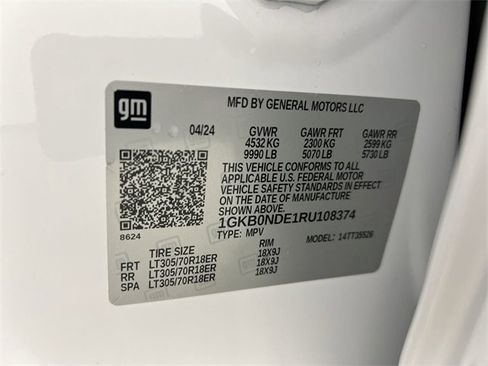 gm
MFD BY GENERAL MOTORS LLC
04/24 GVWR GAWR FRT GAWR RR
4532 KG 2300 KG 2599 KG
9990 LB 5070 LB 5730 LB
THIS VEHICLE CONFORMS TO ALL
APPLICABLE U.S. FEDERAL MOTOR
VEHICLE SAFETY STANDARDS IN EFFECT
ON THE DATE OF MANUFACTURE SHOWN ABOVE.
1GKB0NDE1RU108374
TYPE: MPV MODEL: 14TT35526
8624
TIRE SIZE RIM
FRT LT305/70R18ER 18X9J
RR LT305/70R18ER 18X9J
SPA LT305/70R18ER 18X9J